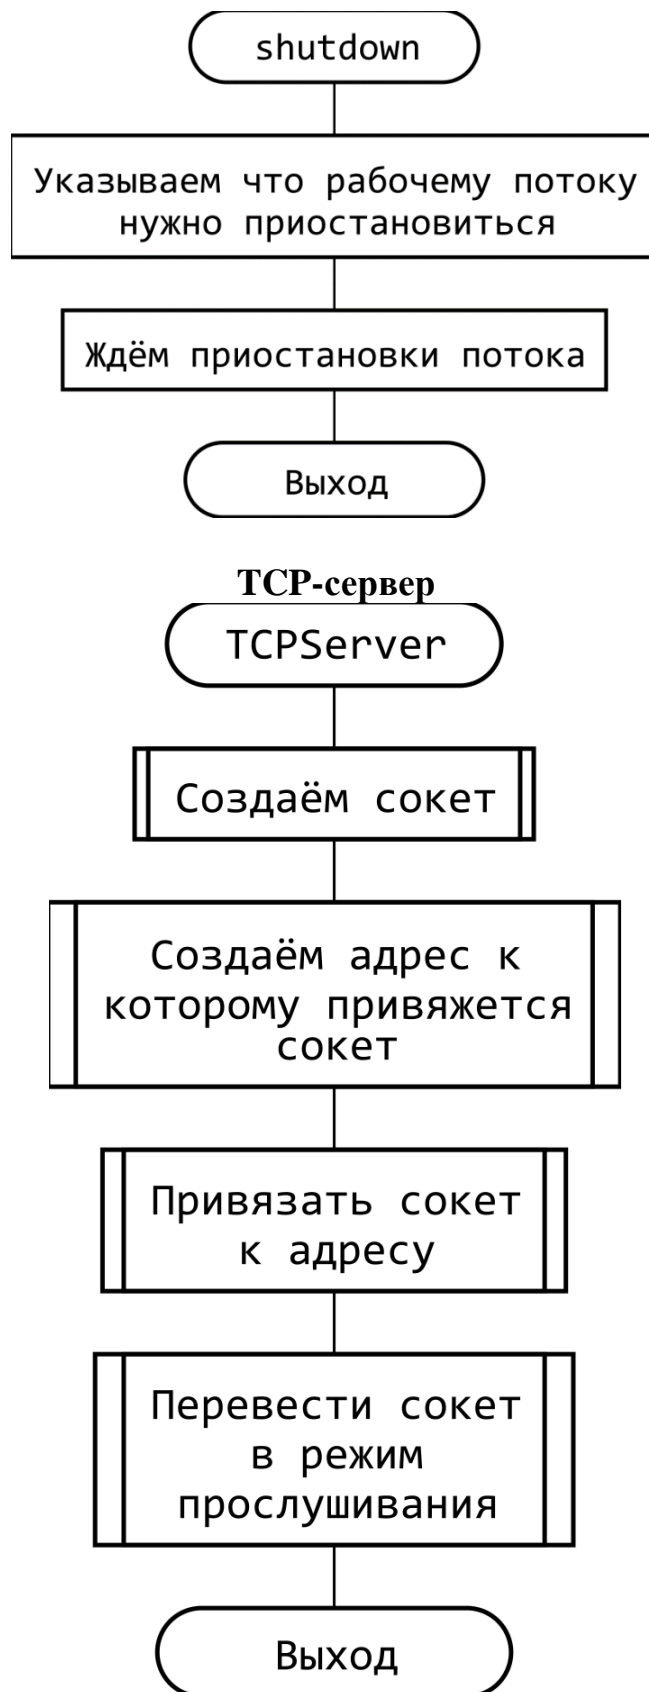 shutdown
Указываем что рабочему потоку
нужно приостановиться
Ждём приостановки потока
Выход
TCP-сервер
TCPServer
Создаём сокет
Создаём адрес к
которому привяжется
сокет
Привязать сокет
к адресу
Перевести сокет
в режим
прослушивания
Выход